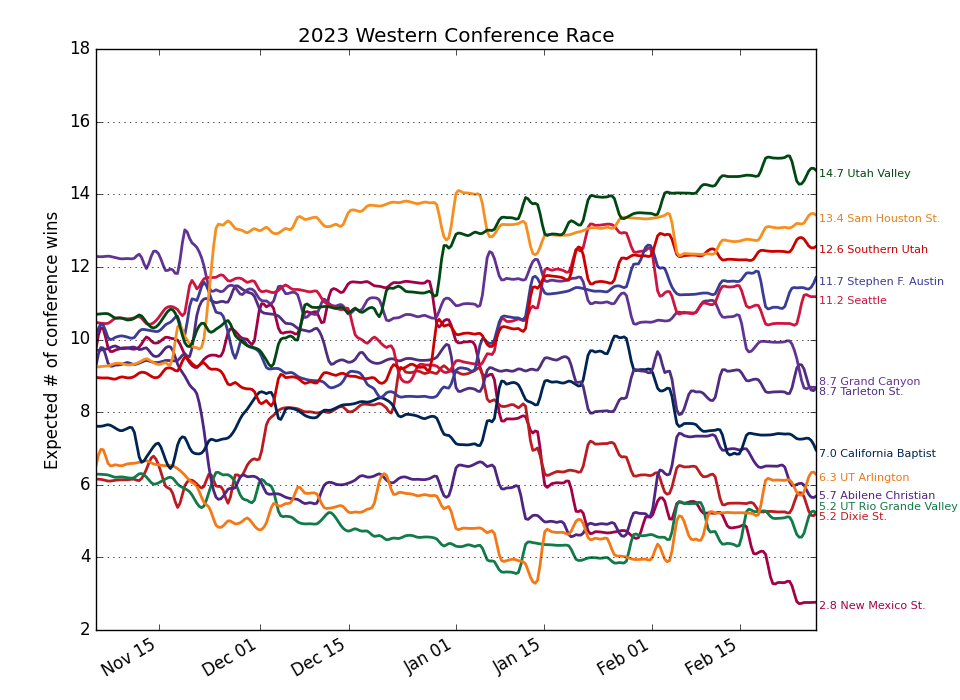 2023 Western Conference Race
Expected # of conference wins
18
16
14
12
10
8
6
4
2
Nov 15
Dec 01
Dec 15
Jan 01
Jan 15
Feb 01
Feb 15
14.7 Utah Valley
13.4 Sam Houston St.
12.6 Southern Utah
11.7 Stephen F. Austin
11.2 Seattle
8.7 Grand Canyon
8.7 Tarleton St.
7.0 California Baptist
6.3 UT Arlington
5.7 Abilene Christian
5.2 UT Rio Grande Valley
5.2 Dixie St.
2.8 New Mexico St.